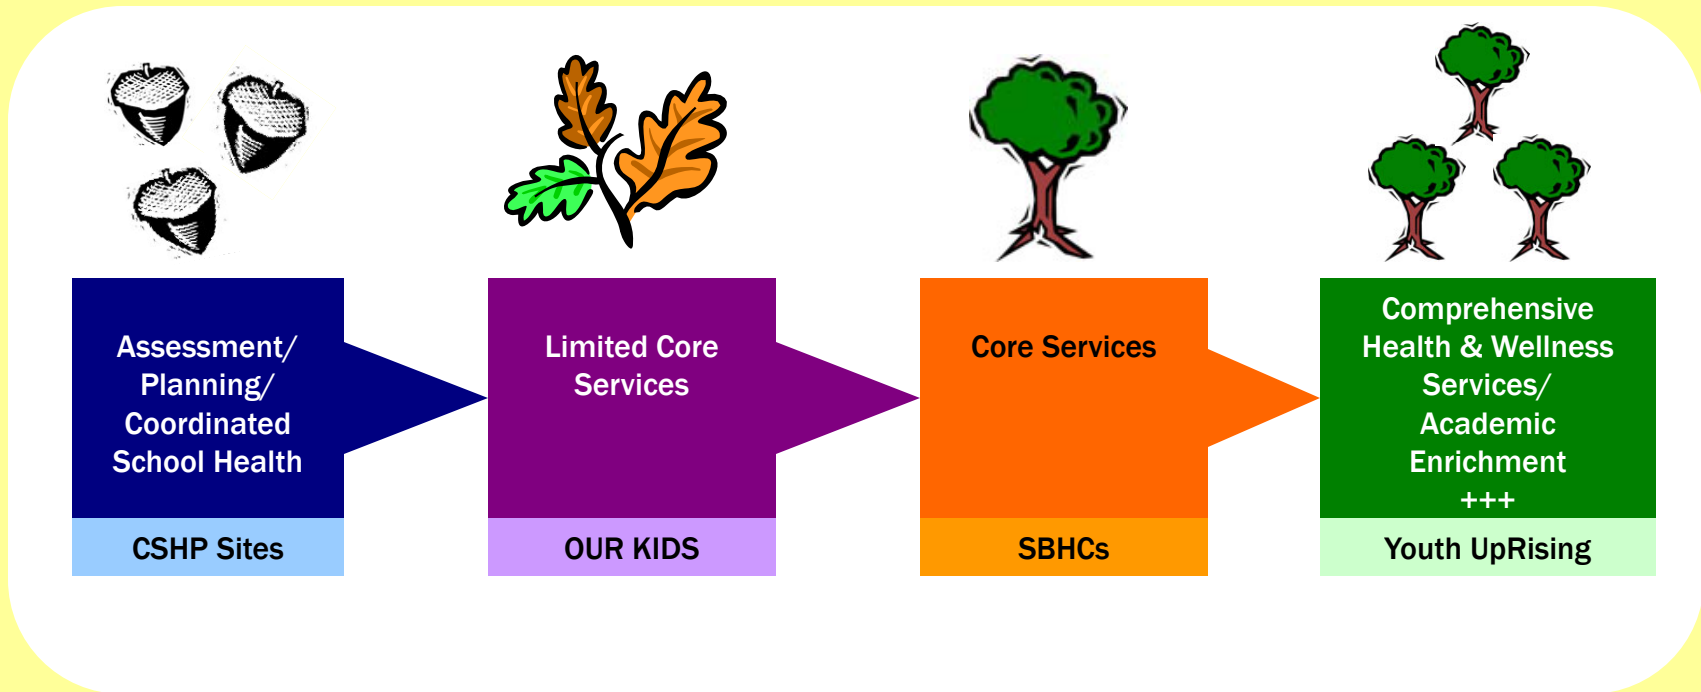 Assessment/
Planning/
Coordinated
School Health
CSHP Sites
Limited Core
Services
OUR KIDS
Core Services
SBHCs
Comprehensive
Health & Wellness
Services/
Academic
Enrichment
+++
Youth UpRising